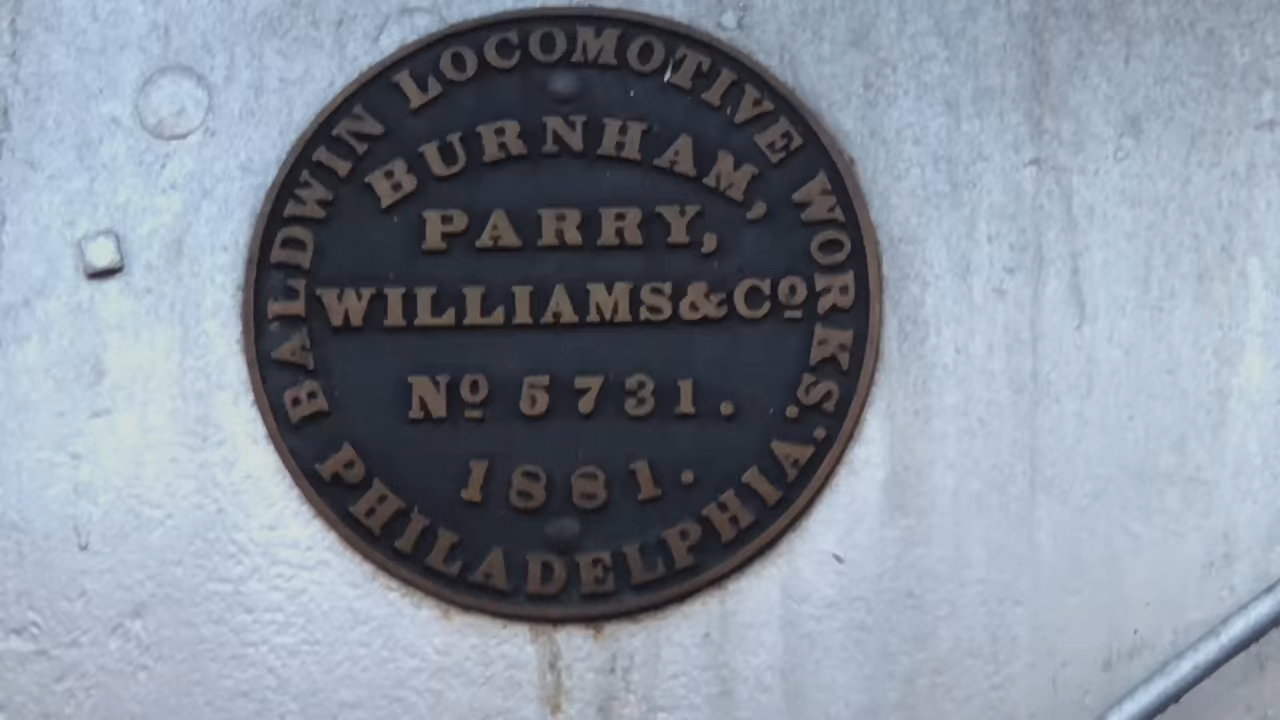 BALDWIN LOCOMOTIVE WORKS.
BURNHAM,
PARRY,
WILLIAMS & Cº
Nº 5731.
1881.
PHILADELPHIA.